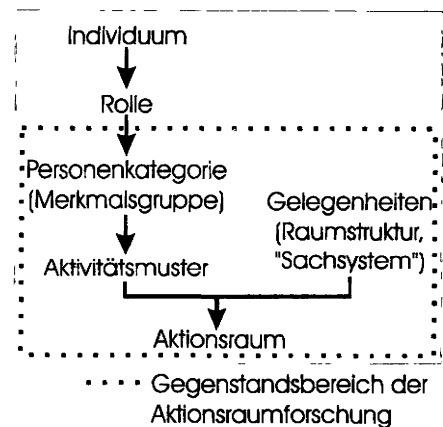 Individuum
Rolle
Personenkategorie
(Merkmalsgruppe)
Gelegenheiten
(Raumstruktur,
"Sachsystem")
Aktivitätsmuster
Aktionsraum
Gegenstandsbereich der
Aktionsraumforschung